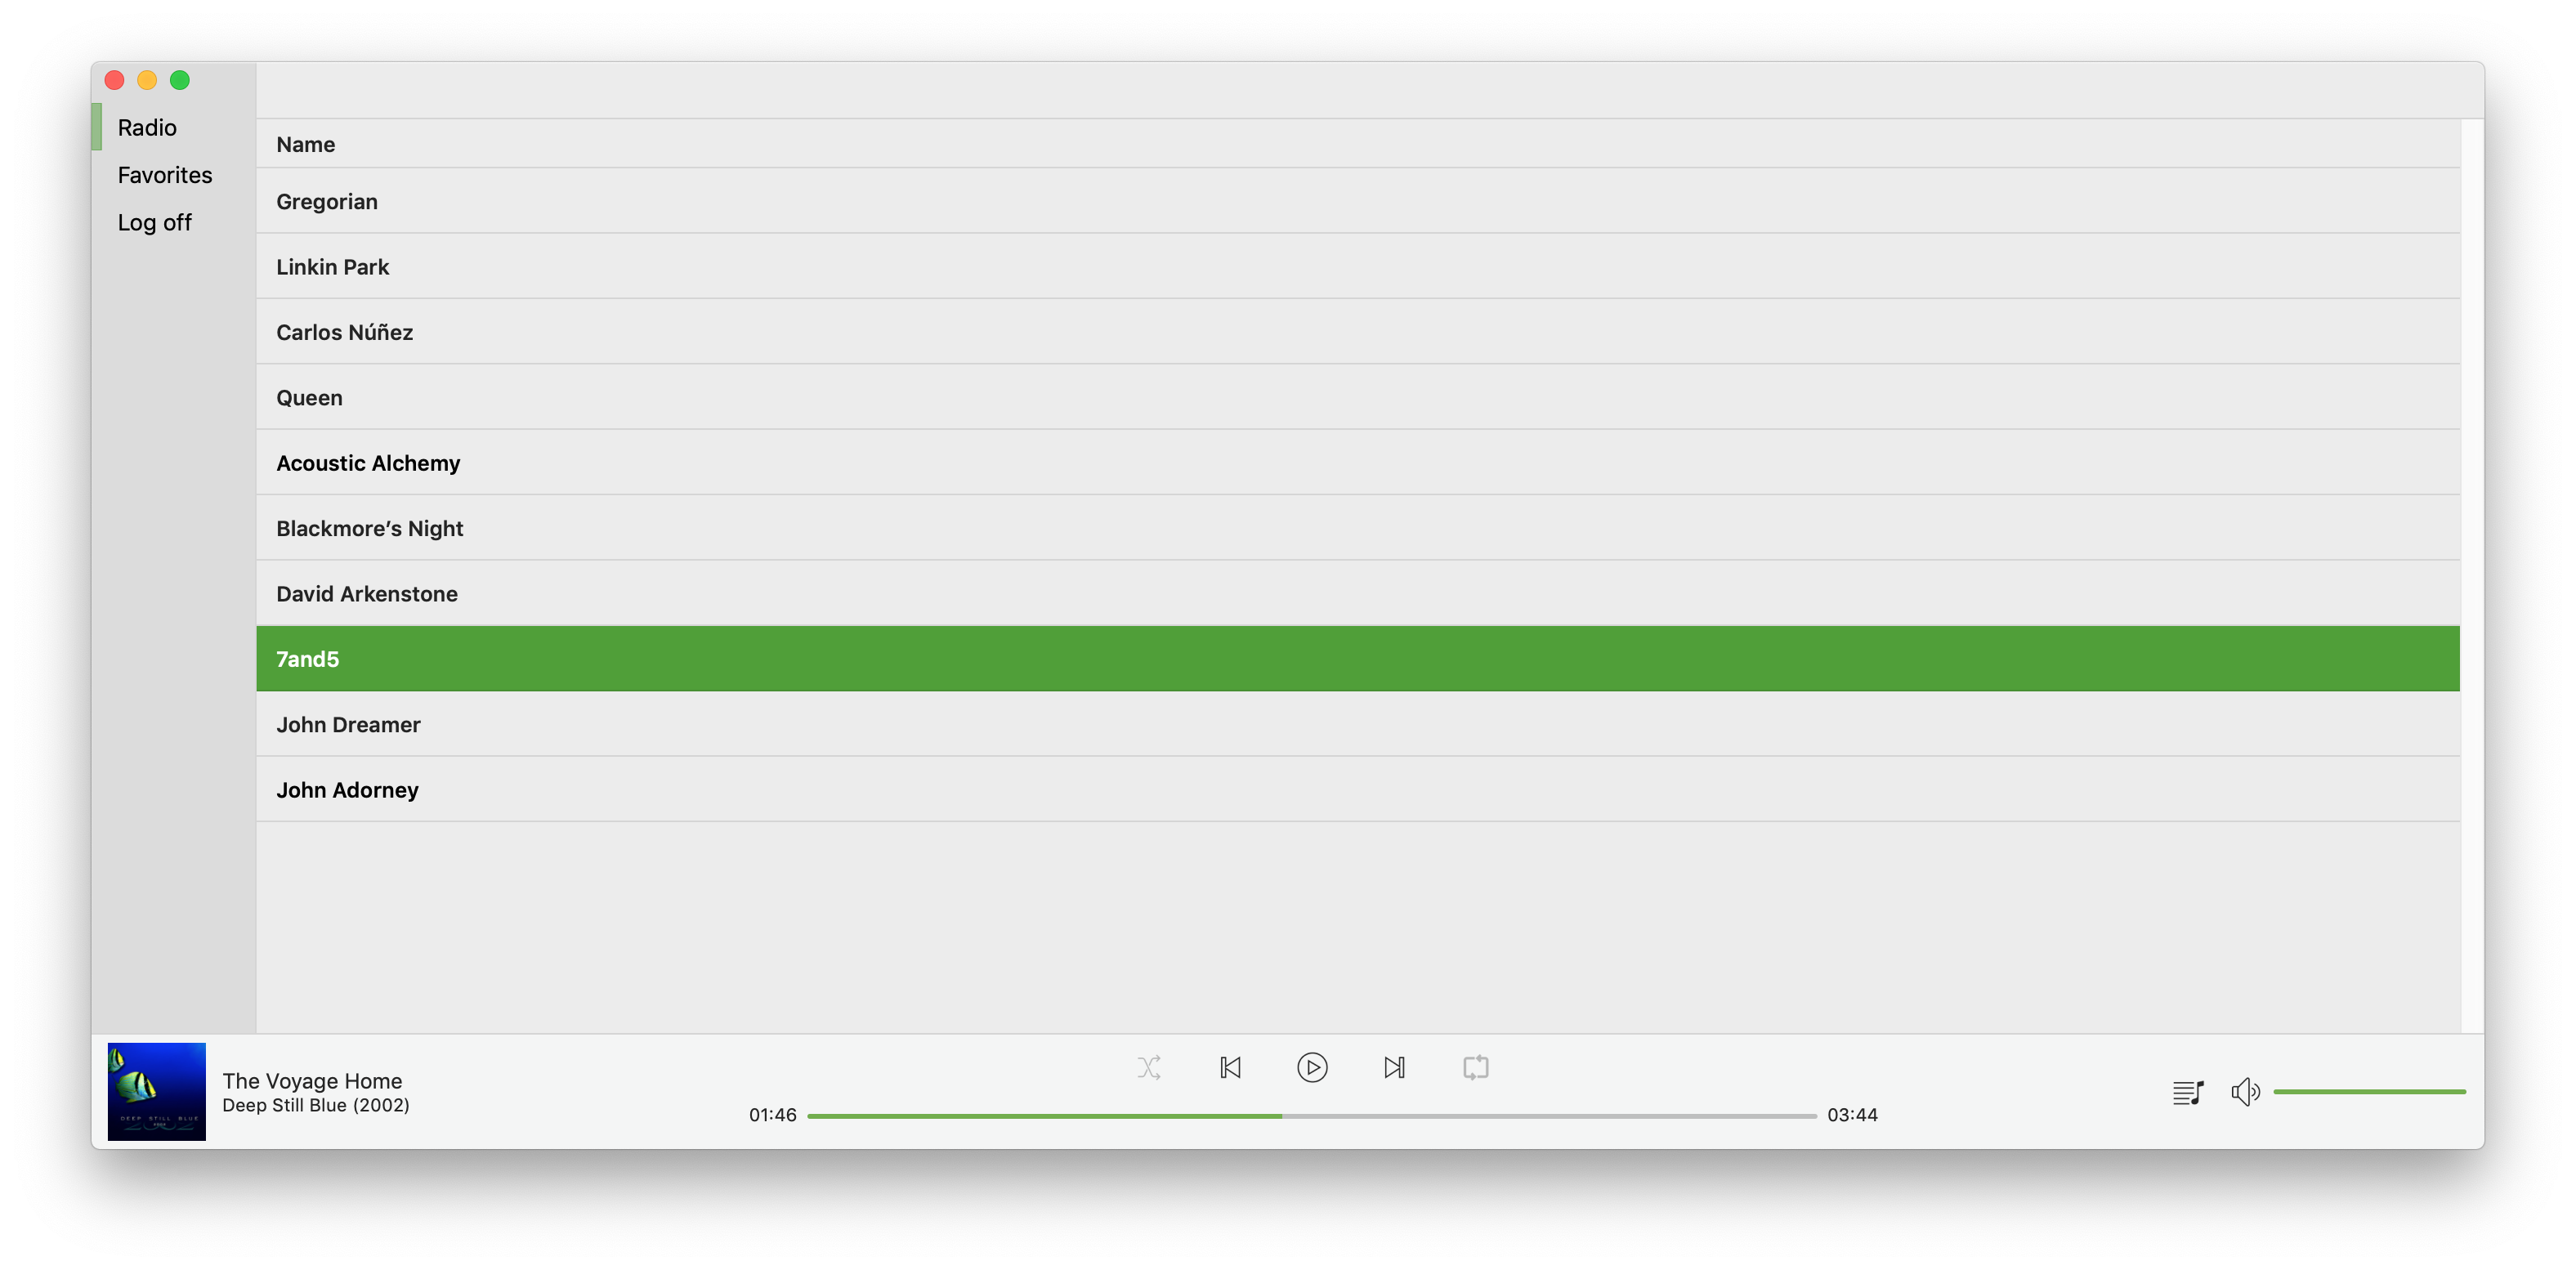 Radio
Favorites
Log off
Name
Gregorian
Linkin Park
Carlos Núñez
Queen
Acoustic Alchemy
Blackmore’s Night
David Arkenstone
7and5
John Dreamer
John Adorney
DEEP STILL BLUE
2002
The Voyage Home
Deep Still Blue (2002)
01:46
03:44